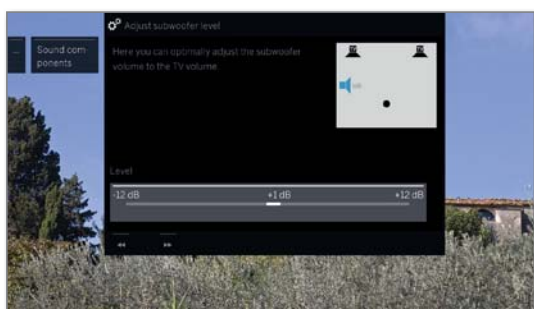 Adjust subwoofer level
...
Sound com-
ponents
Here you can optimally adjust the subwoofer
volume to the TV volume.
Level
-12 dB +1 dB +12 dB